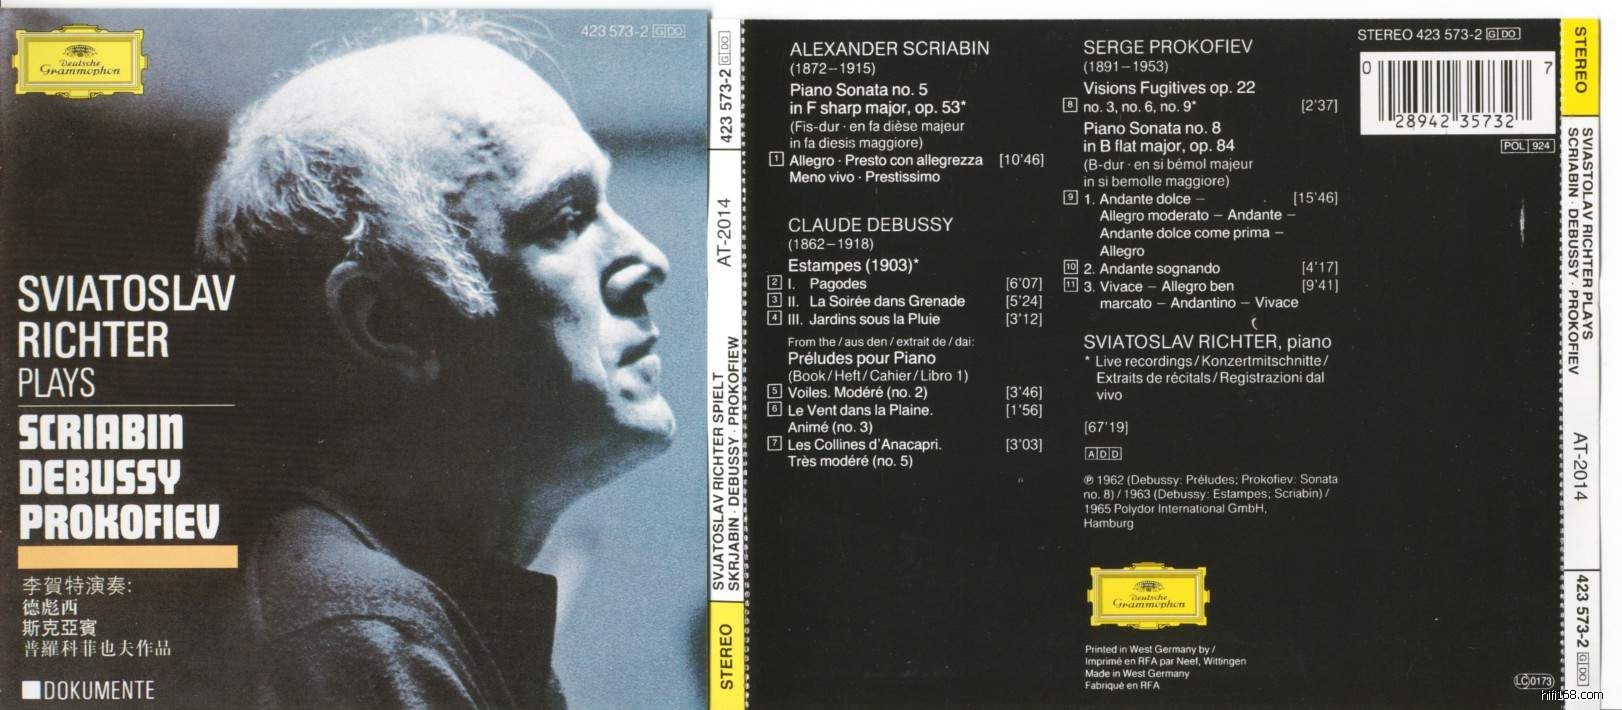 Deutsche
Grammophon
423 573-2 GDO
SVIATOSLAV
RICHTER
PLAYS
SCRIABIN
DEBUSSY
PROKOFIEV
李賀特演奏:
德彪西
斯克亞賓
普羅科菲也夫作品
DOKUMENTE
423 573-2 GDO
AT-2014
SVJATOSLAV RICHTER SPIELT
SKRJABIN · DEBUSSY · PROKOFIEW
STEREO
ALEXANDER SCRIABIN
(1872–1915)
Piano Sonata no. 5
in F sharp major, op. 53*
(Fis-dur · en fa dièse majeur
in fa diesis maggiore)
1 Allegro · Presto con allegrezza [10'46]
Meno vivo · Prestissimo
CLAUDE DEBUSSY
(1862–1918)
Estampes (1903)*
2 I. Pagodes [6'07]
3 II. La Soirée dans Grenade [5'24]
4 III. Jardins sous la Pluie [3'12]
From the / aus den / extrait de / dai:
Préludes pour Piano
(Book / Heft / Cahier / Libro 1)
5 Voiles. Modéré (no. 2) [3'46]
6 Le Vent dans la Plaine. [1'56]
Animé (no. 3)
7 Les Collines d'Anacapri. [3'03]
Très modéré (no. 5)
SERGE PROKOFIEV
(1891–1953)
Visions Fugitives op. 22
8 no. 3, no. 6, no. 9* [2'37]
Piano Sonata no. 8
in B flat major, op. 84
(B-dur · en si bémol majeur
in si bemolle maggiore)
9 1. Andante dolce – [15'46]
Allegro moderato – Andante –
Andante dolce come prima –
Allegro
10 2. Andante sognando [4'17]
11 3. Vivace – Allegro ben [9'41]
marcato – Andantino – Vivace
SVIATOSLAV RICHTER, piano
* Live recordings / Konzertmitschnitte /
Extraits de récitals / Registrazioni dal
vivo
[67'19]
ADD
℗ 1962 (Debussy: Préludes; Prokofiev: Sonata
no. 8) / 1963 (Debussy: Estampes; Scriabin) /
1965 Polydor International GmbH,
Hamburg
Deutsche
Grammophon
Printed in West Germany by /
Imprimé en RFA par Neef, Wittingen
Made in West Germany
Fabriqué en RFA
STEREO 423 573-2 GDO
0 28942 35732 7
POL 924
LC 0173
STEREO
SVIASTOLAV RICHTER PLAYS
SCRIABIN · DEBUSSY · PROKOFIEV
AT-2014
423 573-2 GDO
hifi168.com